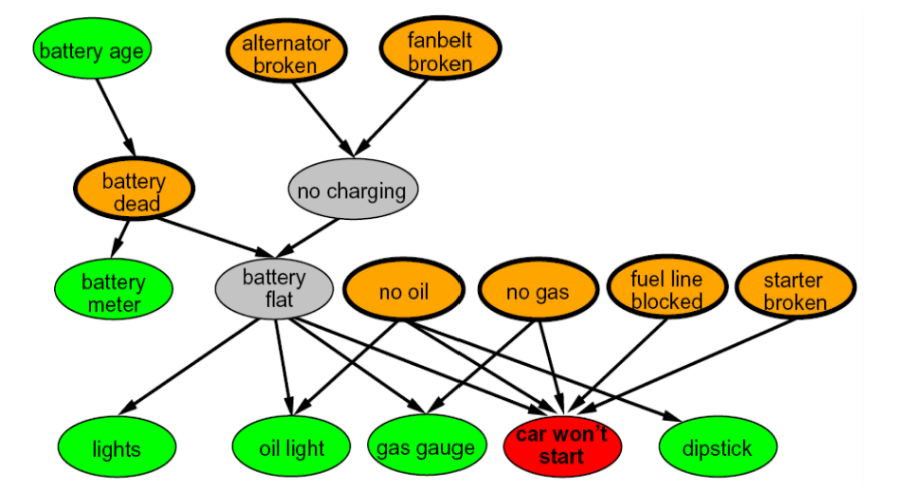 battery age
alternator
broken
fanbelt
broken
battery
dead
no charging
battery
meter
battery
flat
no oil
no gas
fuel line
blocked
starter
broken
lights
oil light
gas gauge
car won't
start
dipstick